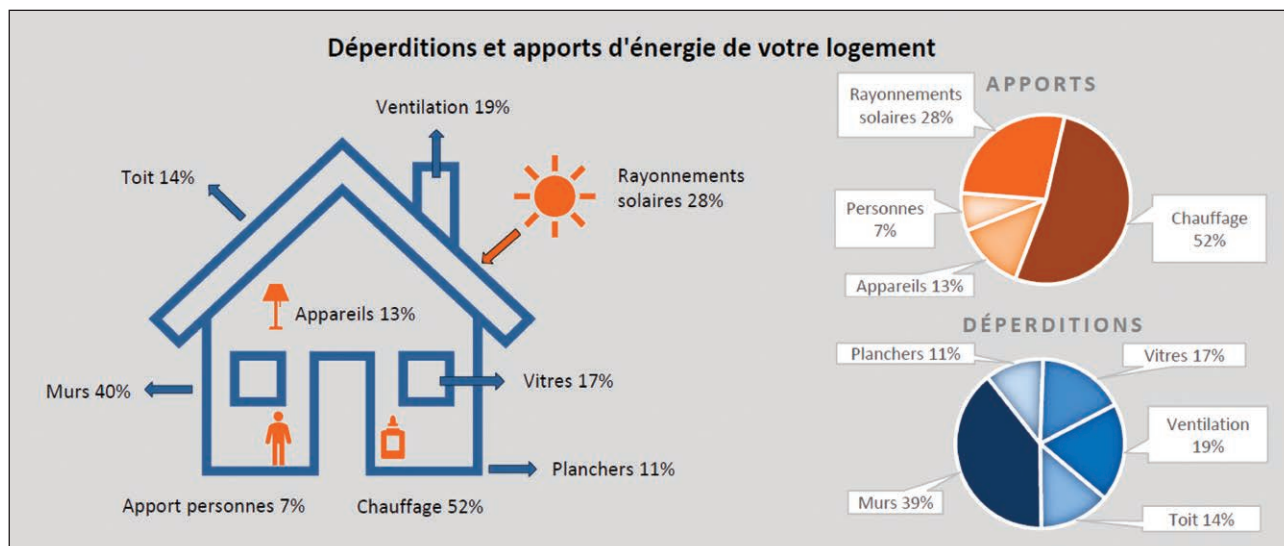 Déperditions et apports d'énergie de votre logement
Ventilation 19%
Toit 14%
Rayonnements
solaires 28%
Appareils 13%
Murs 40%
Vitres 17%
Planchers 11%
Apport personnes 7%
Chauffage 52%
APPORTS
Rayonnements
solaires 28%
Personnes
7%
Chauffage
52%
Appareils 13%
DÉPERDITIONS
Planchers 11%
Vitres 17%
Ventilation
19%
Murs 39%
Toit 14%